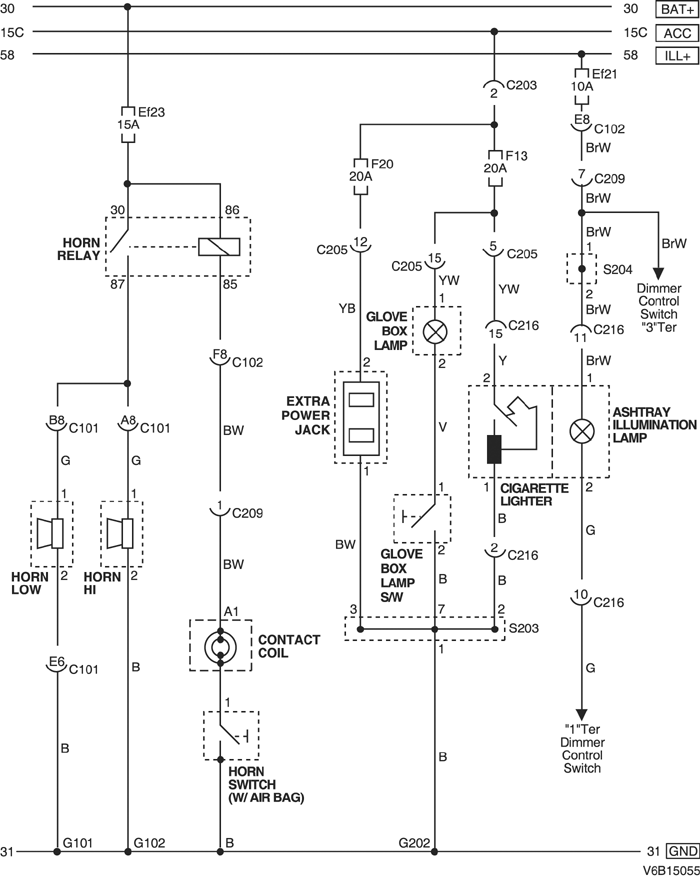 30 30 BAT+
15C 15C ACC
58 58 ILL+
Ef21
10A
C203
2
Ef23
15A
E8
C102
BrW
F20
20A
F13
20A
7
C209
BrW
30 86
BrW
BrW
HORN
RELAY
12
C205
15
C205
5
C205
1
S204
2
Dimmer
Control
Switch
"3"Ter
87 85
YB
YW
YW
BrW
GLOVE
BOX
LAMP
1
2
15
C216
11
C216
F8
C102
Y
BrW
2
2
1
EXTRA
POWER
JACK
1
ASHTRAY
ILLUMINATION
LAMP
B8
C101
A8
C101
BW
V
G
G
1
CIGARETTE
LIGHTER
2
1
1
1
C209
1
B
G
HORN
LOW
2
HORN
HI
2
BW
BW
GLOVE
BOX
LAMP
S/W
2
B
2
C216
B
10
C216
A1
3
7
2
S203
1
CONTACT
COIL
E6
C101
B
G
1
B
HORN
SWITCH
(W/ AIR BAG)
B
"1"Ter
Dimmer
Control
Switch
31 G101 G102 B G202 31 GND
V6B15055